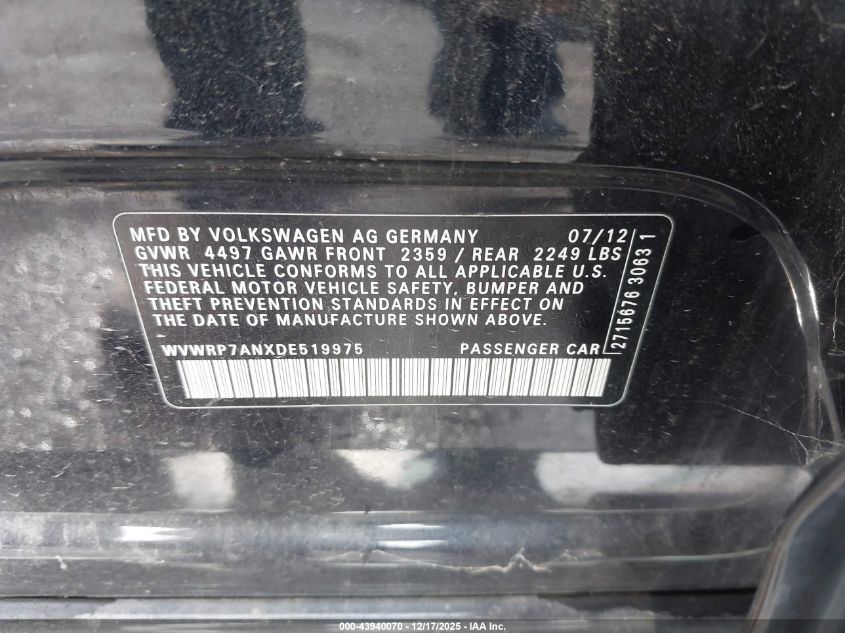 MFD BY VOLKSWAGEN AG GERMANY 07/12
GVWR 4497 GAWR FRONT 2359 / REAR 2249 LBS
THIS VEHICLE CONFORMS TO ALL APPLICABLE U.S.
FEDERAL MOTOR VEHICLE SAFETY, BUMPER AND
THEFT PREVENTION STANDARDS IN EFFECT ON
THE DATE OF MANUFACTURE SHOWN ABOVE.
WVWRP7ANXDE519975 PASSENGER CAR
2715676 3063 1
000-43940070 - 12/17/2025 - IAA Inc.